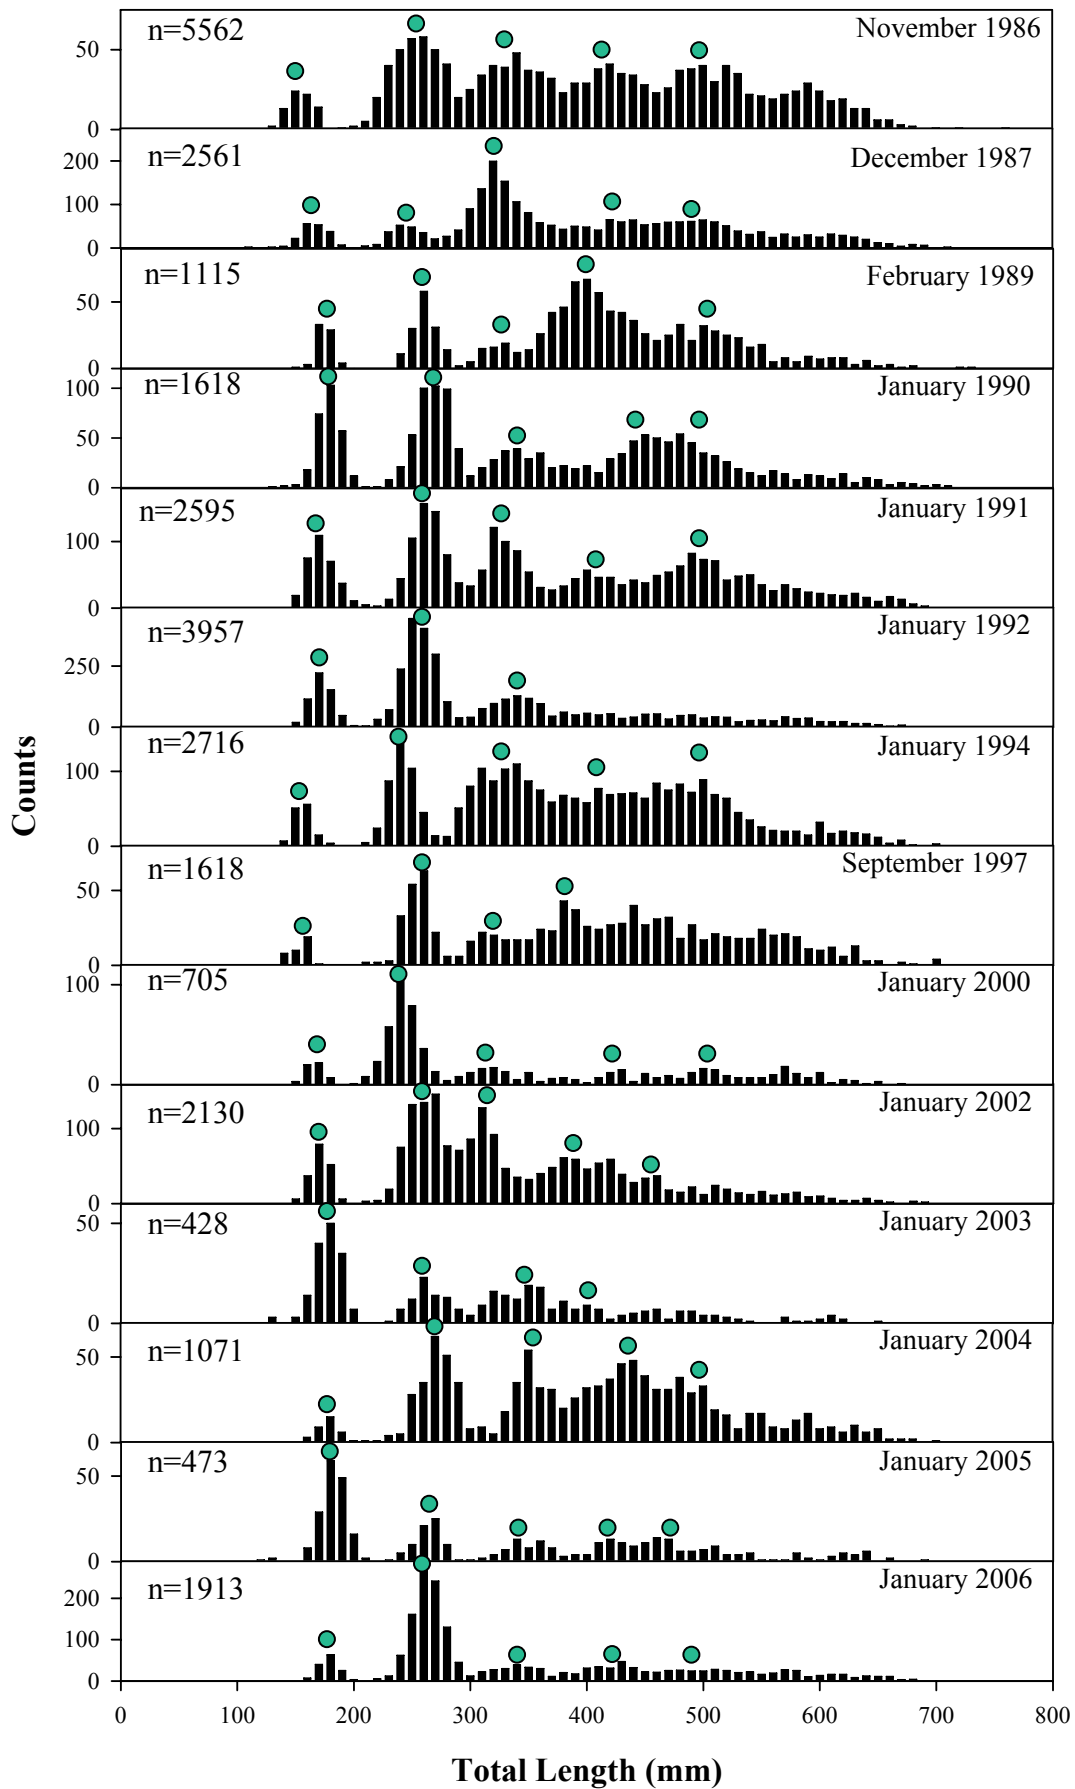 n=5562 November 1986
50
0
n=2561 December 1987
200
100
0
n=1115 February 1989
50
0
n=1618 January 1990
100
50
0
n=2595 January 1991
100
0
n=3957 January 1992
250
0
n=2716 January 1994
100
0
n=1618 September 1997
50
0
n=705 January 2000
100
0
n=2130 January 2002
100
0
n=428 January 2003
50
0
n=1071 January 2004
50
0
n=473 January 2005
50
0
n=1913 January 2006
200
100
0
0 100 200 300 400 500 600 700 800
Total Length (mm)
Counts